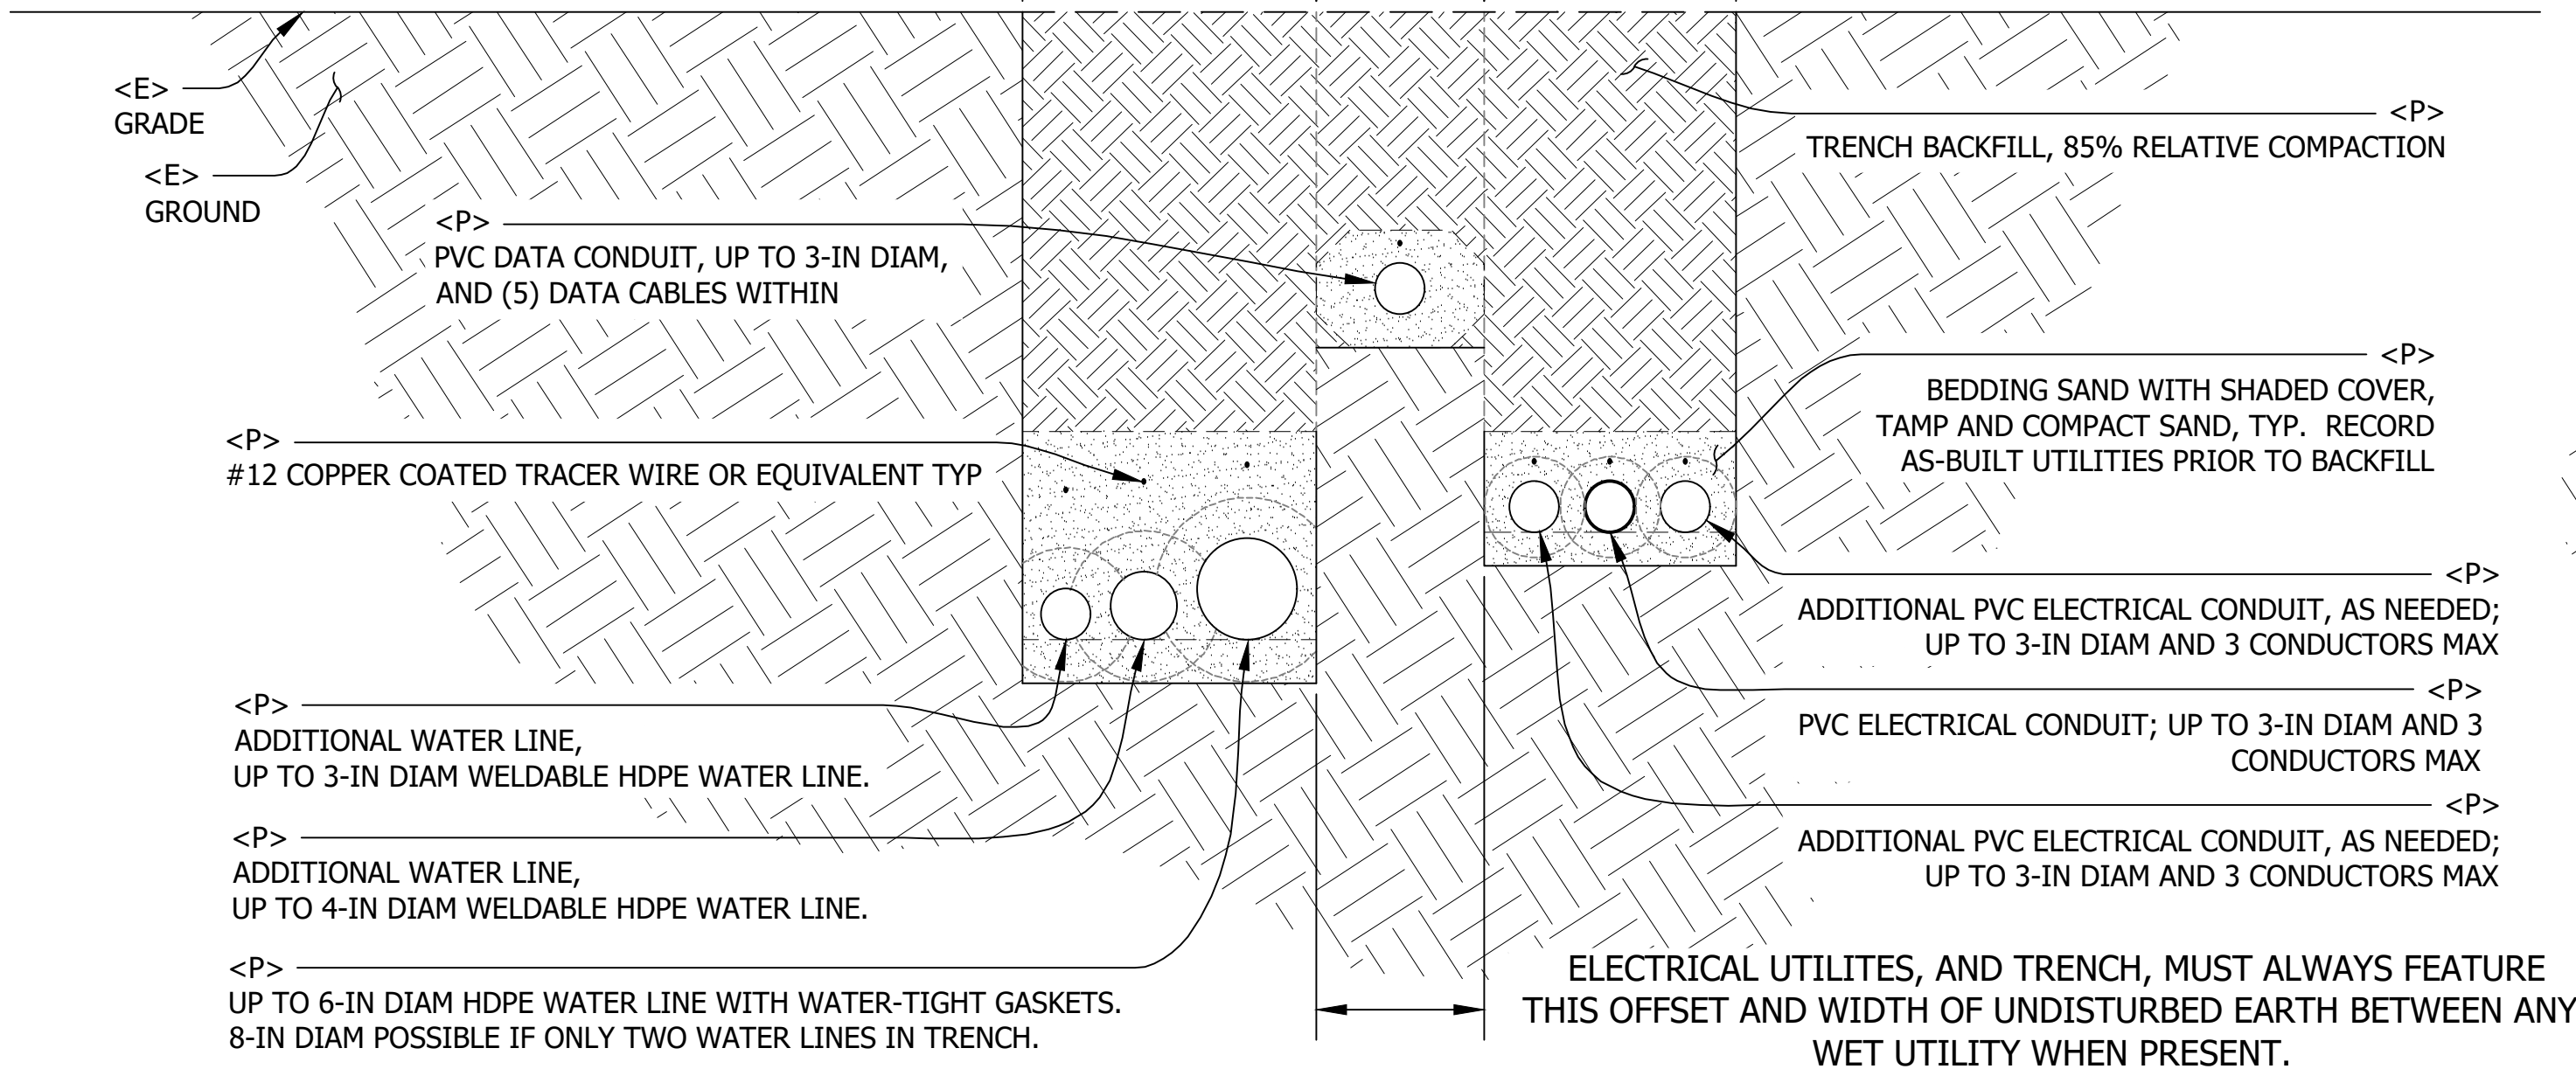 <E>
GRADE
<E>
GROUND
<P>
PVC DATA CONDUIT, UP TO 3-IN DIAM,
AND (5) DATA CABLES WITHIN
<P>
#12 COPPER COATED TRACER WIRE OR EQUIVALENT TYP
<P>
ADDITIONAL WATER LINE,
UP TO 3-IN DIAM WELDABLE HDPE WATER LINE.
<P>
ADDITIONAL WATER LINE,
UP TO 4-IN DIAM WELDABLE HDPE WATER LINE.
<P>
UP TO 6-IN DIAM HDPE WATER LINE WITH WATER-TIGHT GASKETS.
8-IN DIAM POSSIBLE IF ONLY TWO WATER LINES IN TRENCH.
<P>
TRENCH BACKFILL, 85% RELATIVE COMPACTION
<P>
BEDDING SAND WITH SHADED COVER,
TAMP AND COMPACT SAND, TYP. RECORD
AS-BUILT UTILITIES PRIOR TO BACKFILL
<P>
ADDITIONAL PVC ELECTRICAL CONDUIT, AS NEEDED;
UP TO 3-IN DIAM AND 3 CONDUCTORS MAX
<P>
PVC ELECTRICAL CONDUIT; UP TO 3-IN DIAM AND 3
CONDUCTORS MAX
<P>
ADDITIONAL PVC ELECTRICAL CONDUIT, AS NEEDED;
UP TO 3-IN DIAM AND 3 CONDUCTORS MAX
ELECTRICAL UTILITES, AND TRENCH, MUST ALWAYS FEATURE
THIS OFFSET AND WIDTH OF UNDISTURBED EARTH BETWEEN ANY
WET UTILITY WHEN PRESENT.